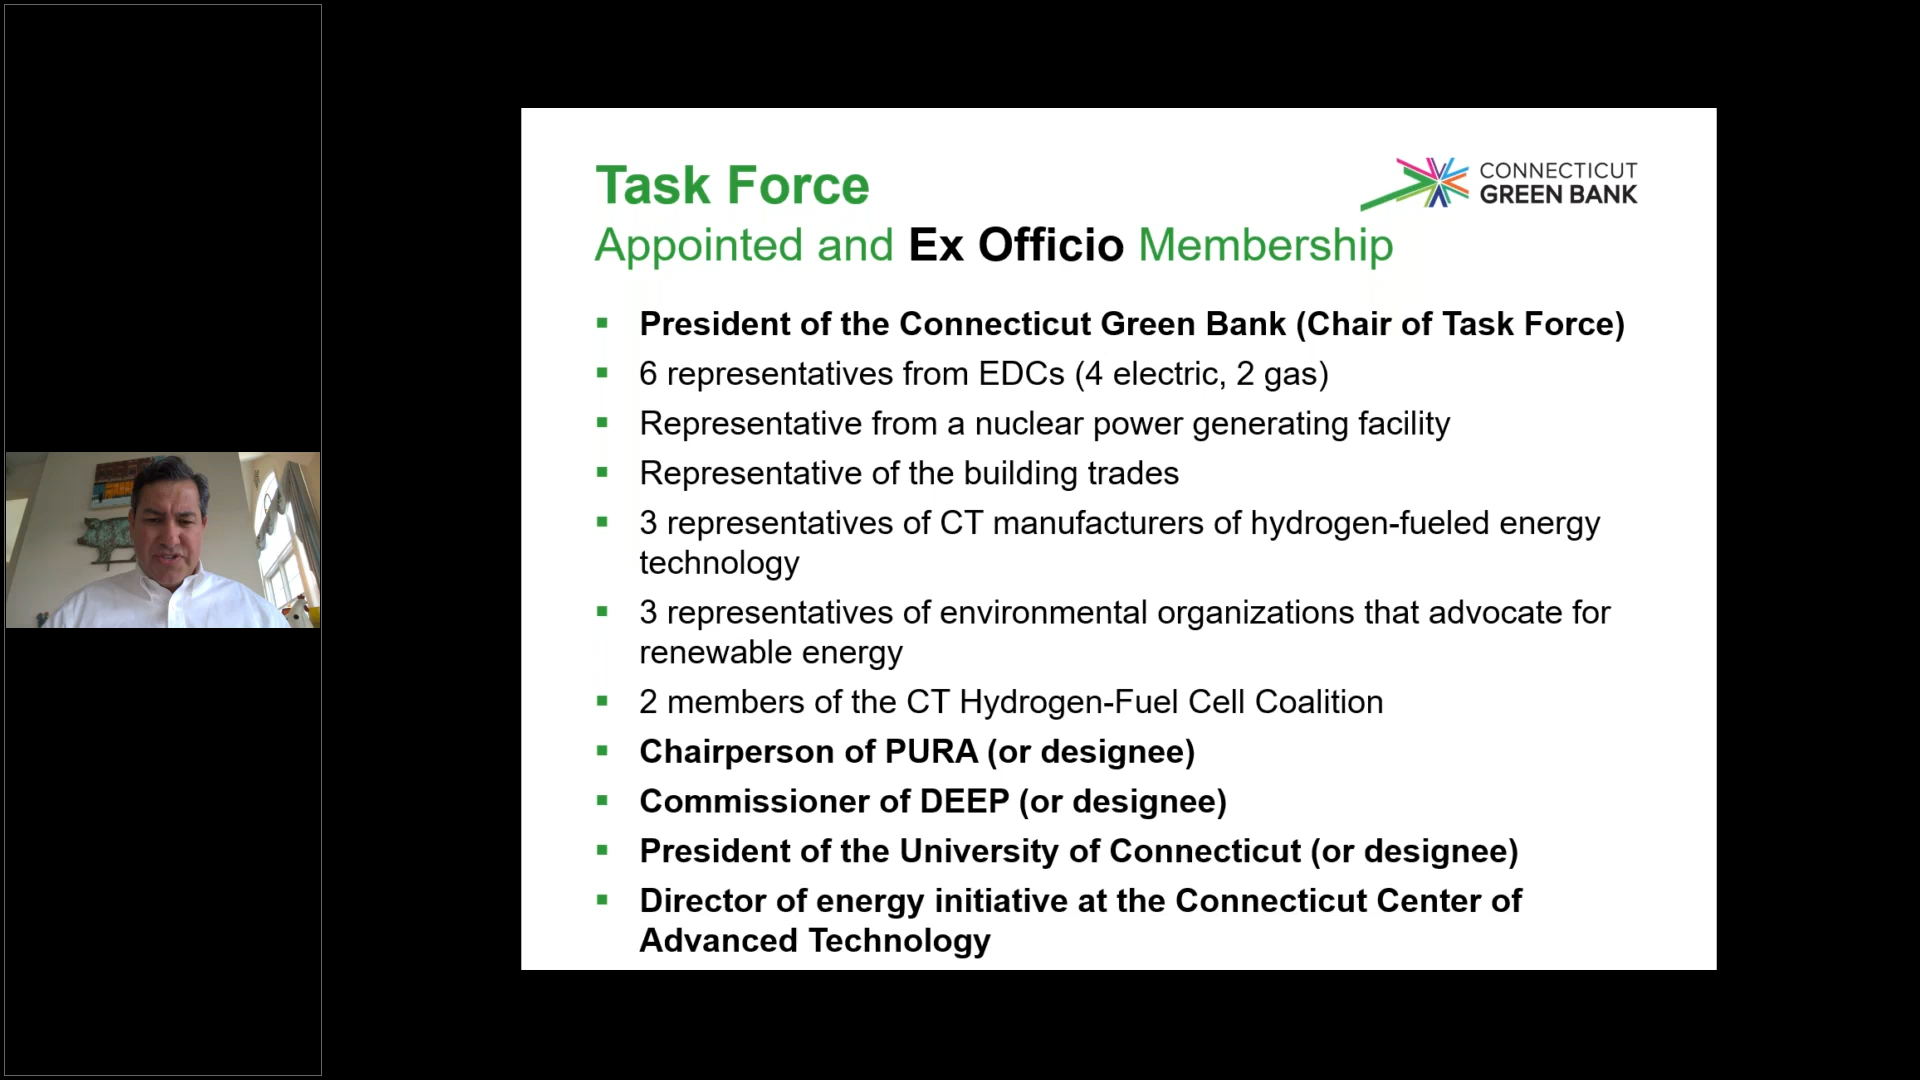 Task Force
CONNECTICUT
GREEN BANK
Appointed and Ex Officio Membership
▪ President of the Connecticut Green Bank (Chair of Task Force)
▪ 6 representatives from EDCs (4 electric, 2 gas)
▪ Representative from a nuclear power generating facility
▪ Representative of the building trades
▪ 3 representatives of CT manufacturers of hydrogen-fueled energy
technology
▪ 3 representatives of environmental organizations that advocate for
renewable energy
▪ 2 members of the CT Hydrogen-Fuel Cell Coalition
▪ Chairperson of PURA (or designee)
▪ Commissioner of DEEP (or designee)
▪ President of the University of Connecticut (or designee)
▪ Director of energy initiative at the Connecticut Center of
Advanced Technology